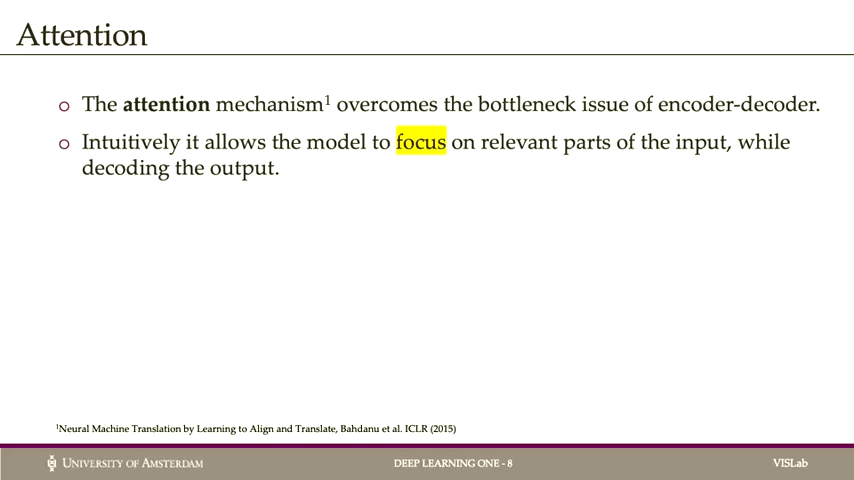 Attention
The attention mechanism1 overcomes the bottleneck issue of encoder-decoder.
Intuitively it allows the model to focus on relevant parts of the input, while
decoding the output.
1Neural Machine Translation by Learning to Align and Translate, Bahdanu et al. ICLR (2015)
UNIVERSITY OF AMSTERDAM
DEEP LEARNING ONE - 8
VISLab